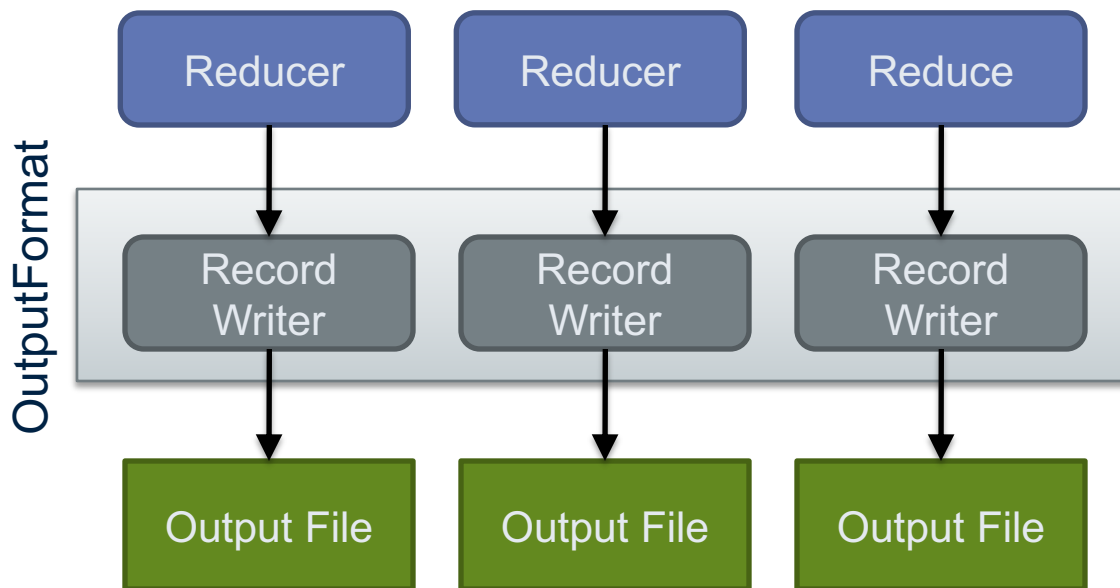 Reducer
Reducer
Reduce
OutputFormat
Record
Writer
Record
Writer
Record
Writer
Output File
Output File
Output File